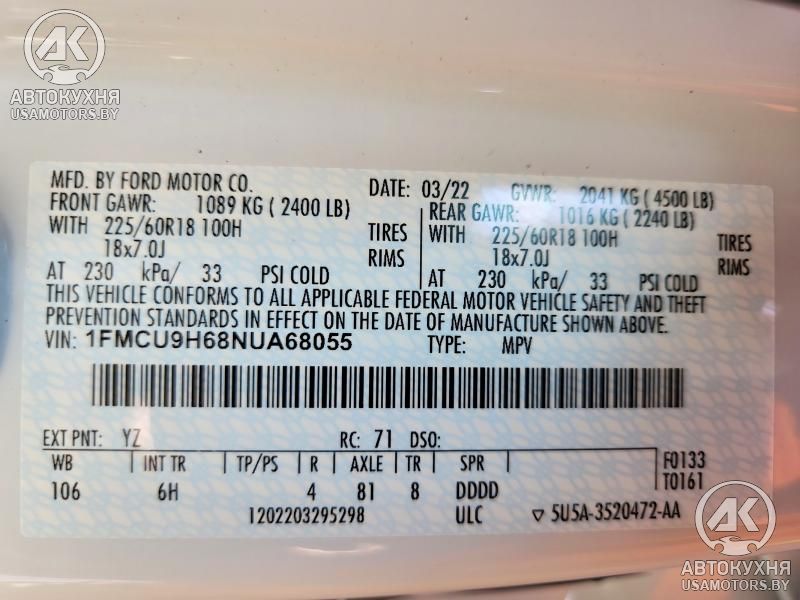 AK
АВТОКУХНЯ
USAMOTORS.BY
MFD. BY FORD MOTOR CO. DATE: 03/22 GVWR: 2041 KG ( 4500 LB)
FRONT GAWR: 1089 KG ( 2400 LB) REAR GAWR: 1016 KG ( 2240 LB)
WITH 225/60R18 100H TIRES WITH 225/60R18 100H TIRES
18x7.0J RIMS 18x7.0J RIMS
AT 230 kPa/ 33 PSI COLD AT 230 kPa/ 33 PSI COLD
THIS VEHICLE CONFORMS TO ALL APPLICABLE FEDERAL MOTOR VEHICLE SAFETY AND THEFT
PREVENTION STANDARDS IN EFFECT ON THE DATE OF MANUFACTURE SHOWN ABOVE.
VIN: 1FMCU9H68NUA68055 TYPE: MPV
EXT PNT: YZ RC: 71 DSO:
WB INT TR TP/PS R AXLE TR SPR F0133
106 6H 4 81 8 DDDD T0161
1202203295298 ULC ▽ 5U5A-3520472-AA
AK
АВТОКУХНЯ
USAMOTORS.BY